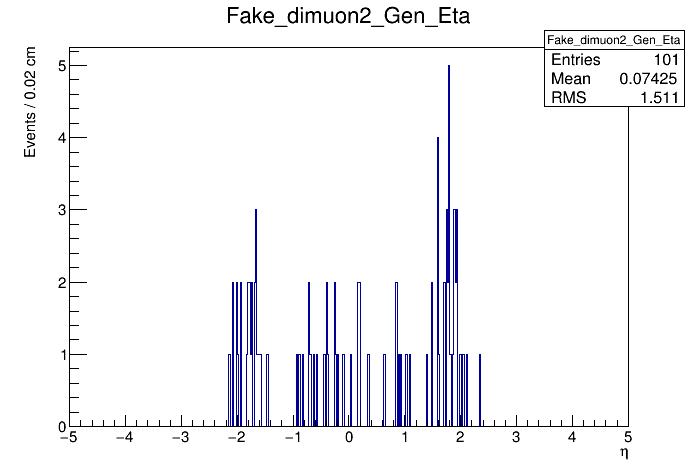 Fake_dimuon2_Gen_Eta
Fake_dimuon2_Gen_Eta
Entries 101
Mean 0.07425
RMS 1.511
Events / 0.02 cm
5
4
3
2
1
0
−5 −4 −3 −2 −1 0 1 2 3 4 5
η